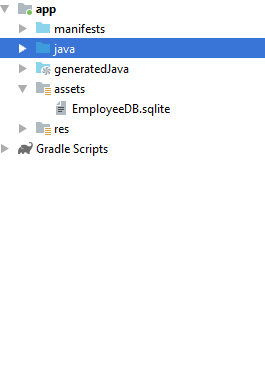 app
manifests
java
generatedJava
assets
EmployeeDB.sqlite
res
Gradle Scripts